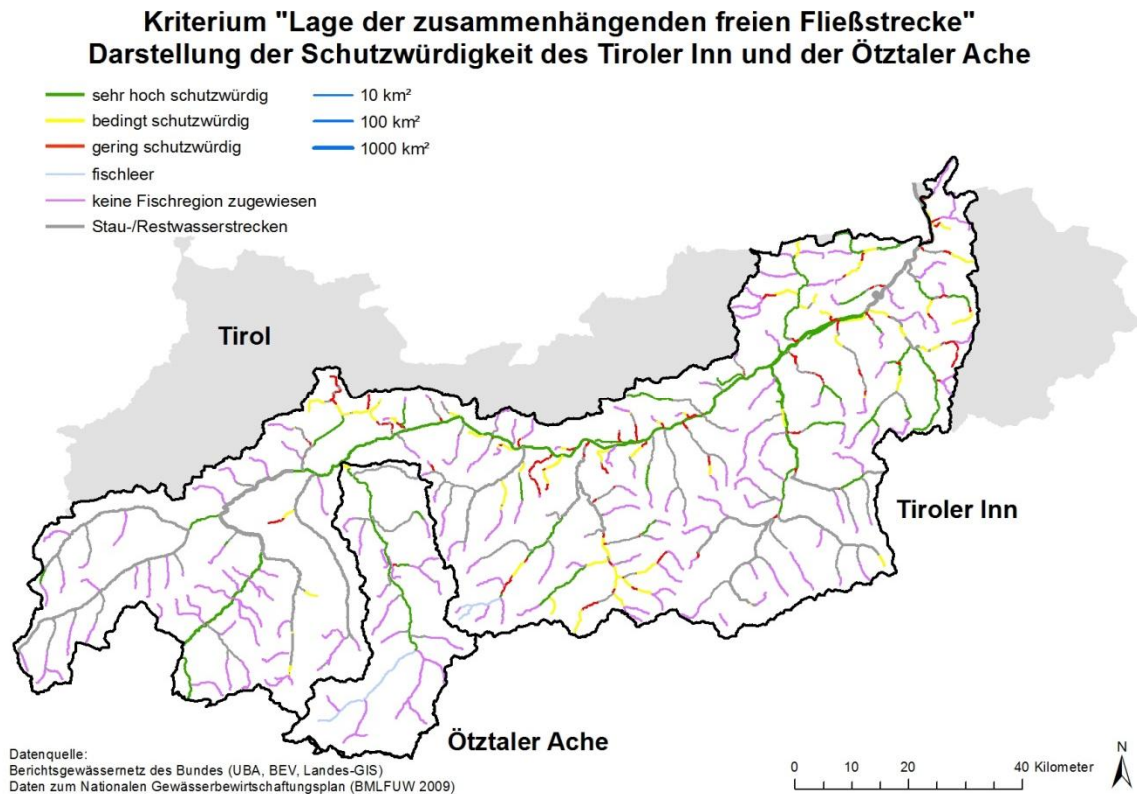 Kriterium "Lage der zusammenhängenden freien Fließstrecke"
Darstellung der Schutzwürdigkeit des Tiroler Inn und der Ötztaler Ache
sehr hoch schutzwürdig
bedingt schutzwürdig
gering schutzwürdig
fischleer
keine Fischregion zugewiesen
Stau-/Restwasserstrecken
10 km²
100 km²
1000 km²
Tirol
Tiroler Inn
Ötztaler Ache
Datenquelle:
Berichtsgewässernetz des Bundes (UBA, BEV, Landes-GIS)
Daten zum Nationalen Gewässerbewirtschaftungsplan (BMLFUW 2009)
0 10 20 40 Kilometer
N